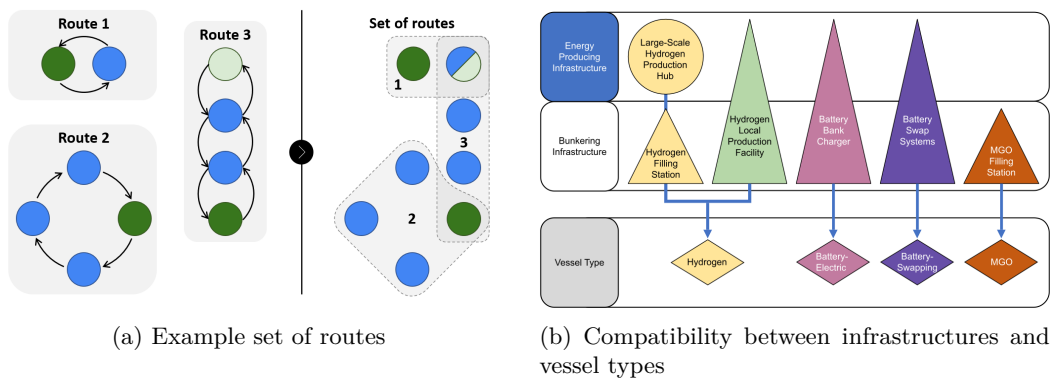 Route 1
Route 2
Route 3
Set of routes
1
3
2
(a) Example set of routes
Energy
Producing
Infrastructure
Large-Scale
Hydrogen
Production
Hub
Bunkering
Infrastructure
Hydrogen
Filling
Station
Hydrogen
Local
Production
Facility
Battery
Bank
Charger
Battery
Swap
Systems
MGO
Filling
Station
Vessel Type
Hydrogen
Battery-
Electric
Battery-
Swapping
MGO
(b) Compatibility between infrastructures and
vessel types